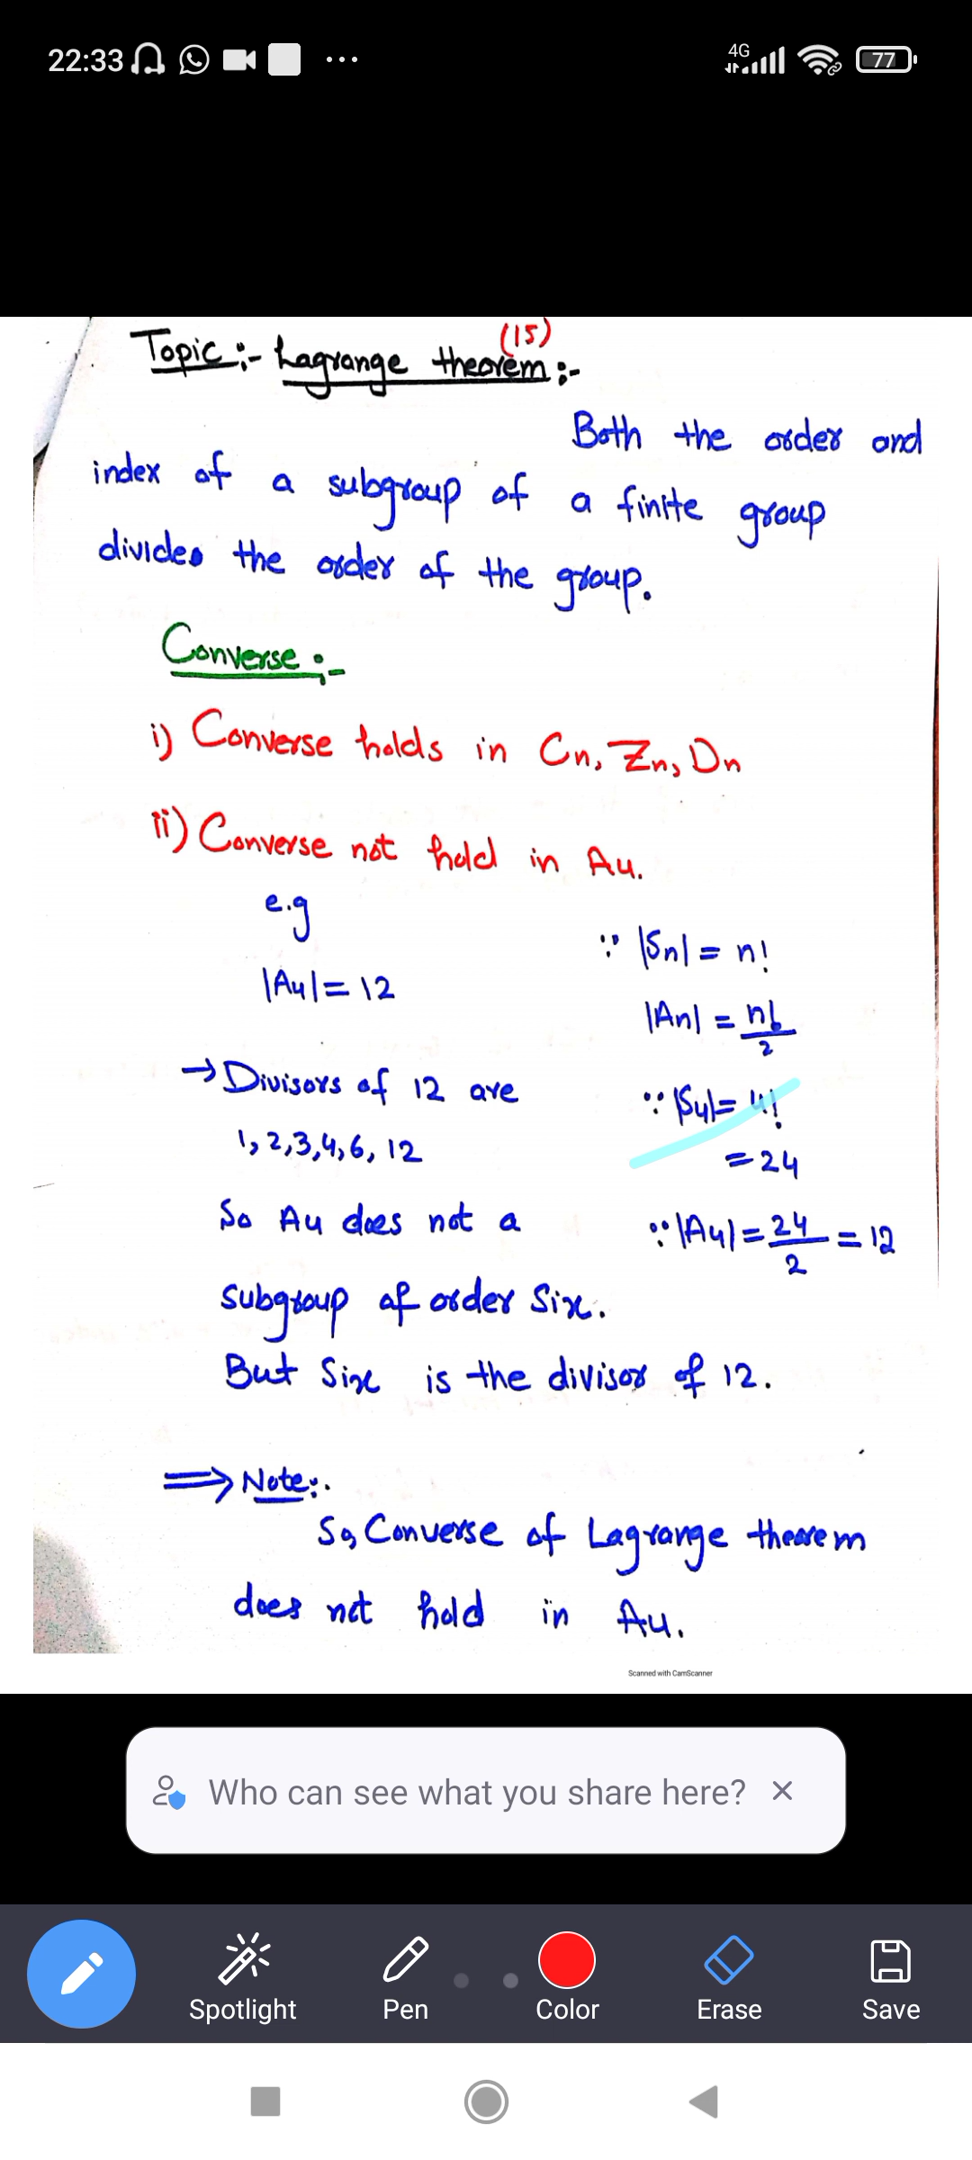 22:33
4G
77
(15)
Topic:- Lagrange theorem:-
Both the order and
index of a subgroup of a finite group
divides the order of the group.
Converse:-
i) Converse holds in Cn, Zn, Dn
ii) Converse not hold in A4.
e.g
|A4| = 12
∵ |Sn| = n!
|An| = n!/2
→ Divisors of 12 are
1, 2, 3, 4, 6, 12
∵ |S4| = 4!
= 24
So A4 does not a
subgroup of order Six.
∵ |A4| = 24/2 = 12
But Six is the divisor of 12.
⟹ Note:.
So, Converse of Lagrange theorem
does not hold in A4.
Scanned with CamScanner
Who can see what you share here? ×
Spotlight Pen Color Erase Save